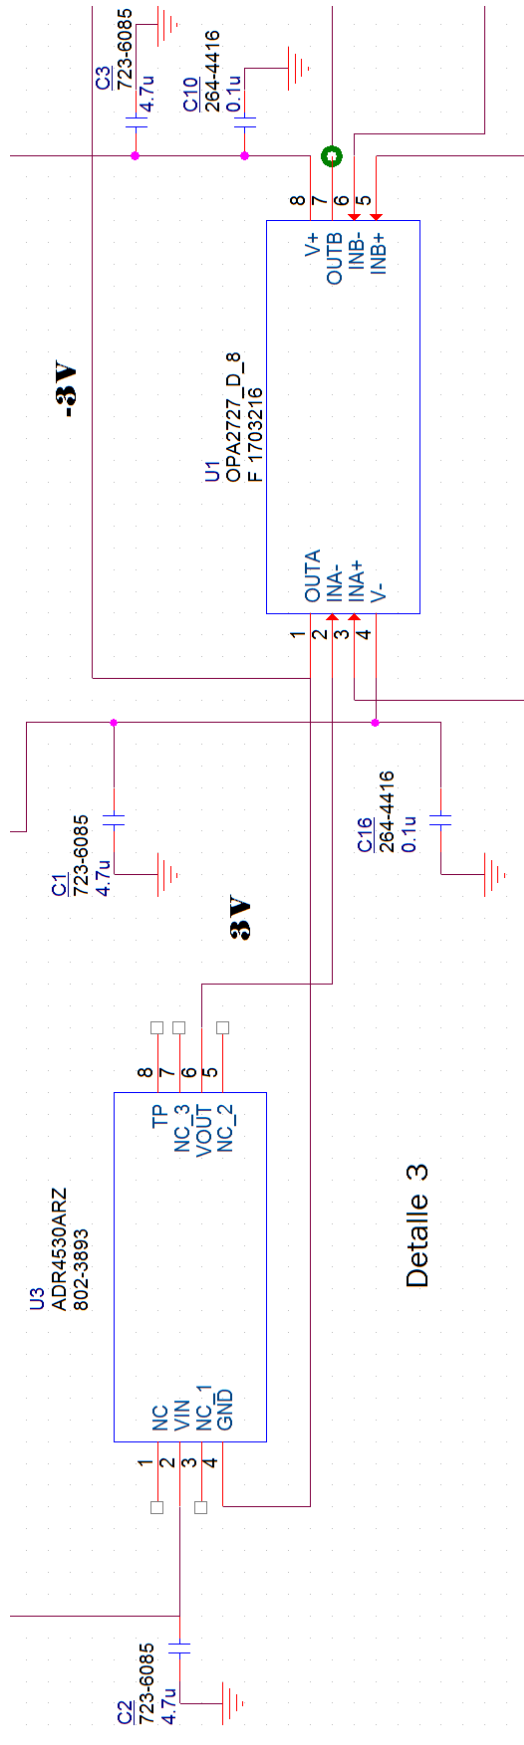 C3
723-6085
4.7u
C10
264-4416
0.1u
8
7
6
5
V+
OUTB
INB-
INB+
-3V
U1
OPA2727_D_8
F 1703216
OUTA
INA-
INA+
V-
1
2
3
4
C1
723-6085
4.7u
C16
264-4416
0.1u
3V
8
7
6
5
TP
NC_3
VOUT
NC_2
U3
ADR4530ARZ
802-3893
Detalle 3
NC
VIN
NC_1
GND
1
2
3
4
C2
723-6085
4.7u